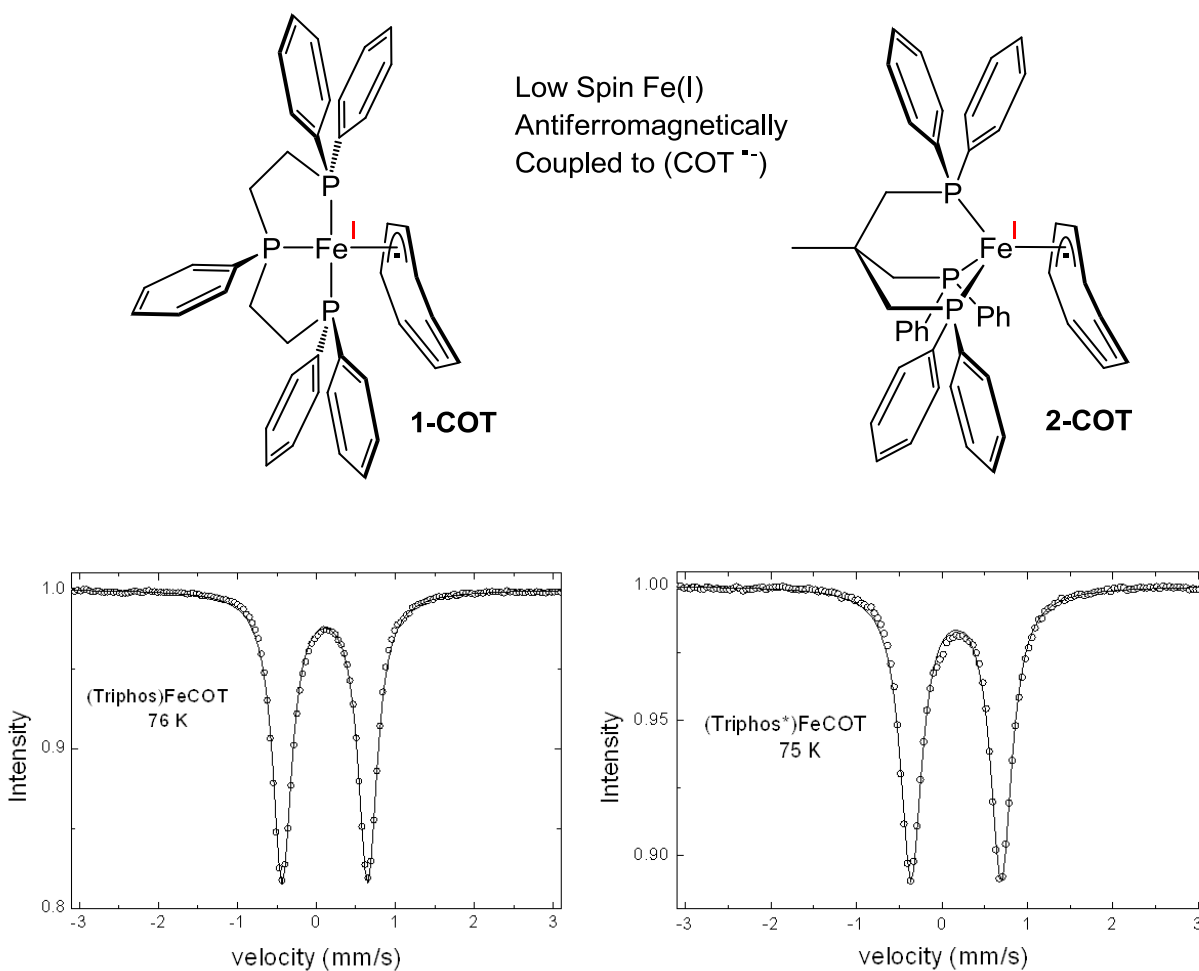 Low Spin Fe(I)
Antiferromagnetically
Coupled to (COT ▪-)
P
P
Fe
I
P
-
1-COT
P
Fe
I
P
P
Ph
Ph
-
2-COT
1.0
0.9
0.8
Intensity
(Triphos)FeCOT
76 K
-3 -2 -1 0 1 2 3
velocity (mm/s)
1.00
0.95
0.90
Intensity
(Triphos*)FeCOT
75 K
-3 -2 -1 0 1 2 3
velocity (mm/s)